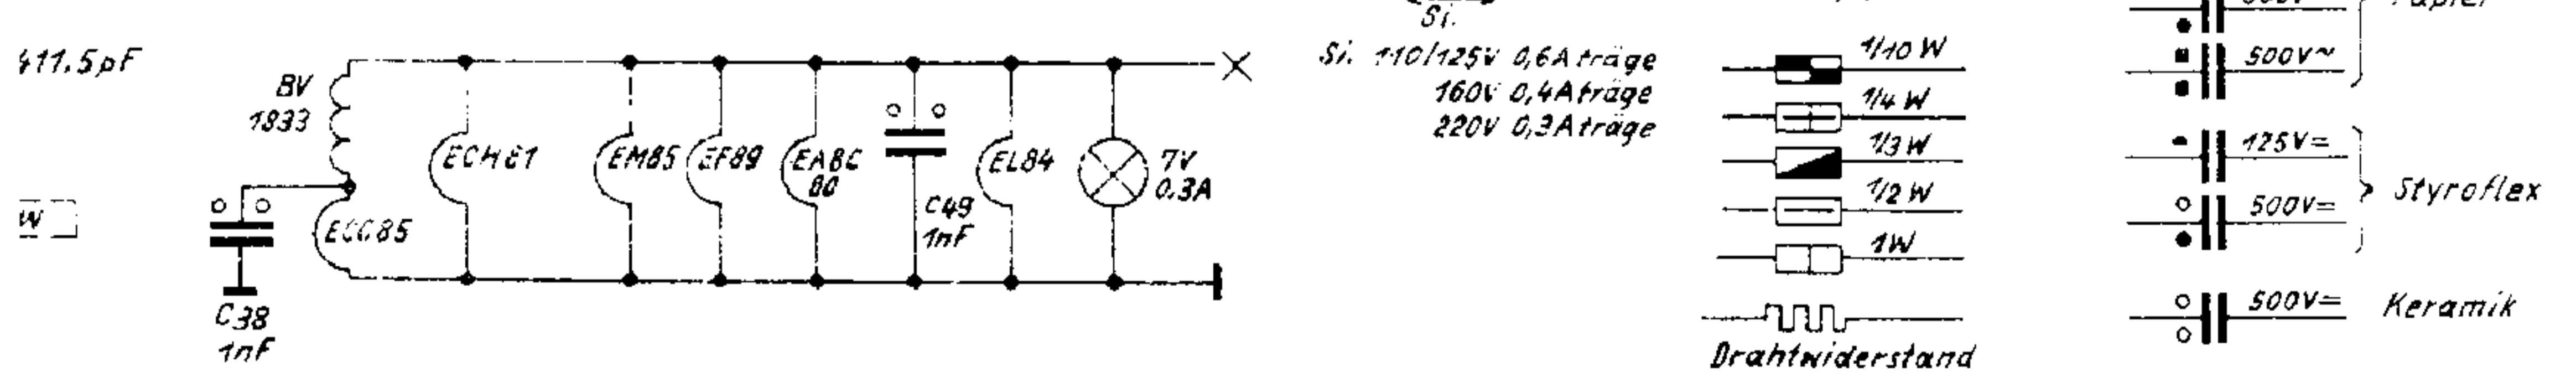 411.5pF
BV
1833
ECC85
C38
1nF
ECH81
EM85
EF89
EABC
80
C49
1nF
EL84
7V
0.3A
W
Si.
Si. 110/125V 0,6A träge
160V 0,4A träge
220V 0,3A träge
1/10 W
1/4 W
1/3 W
1/2 W
1W
Drahtwiderstand
500V~
125V=
500V=
Styroflex
500V=
Keramik